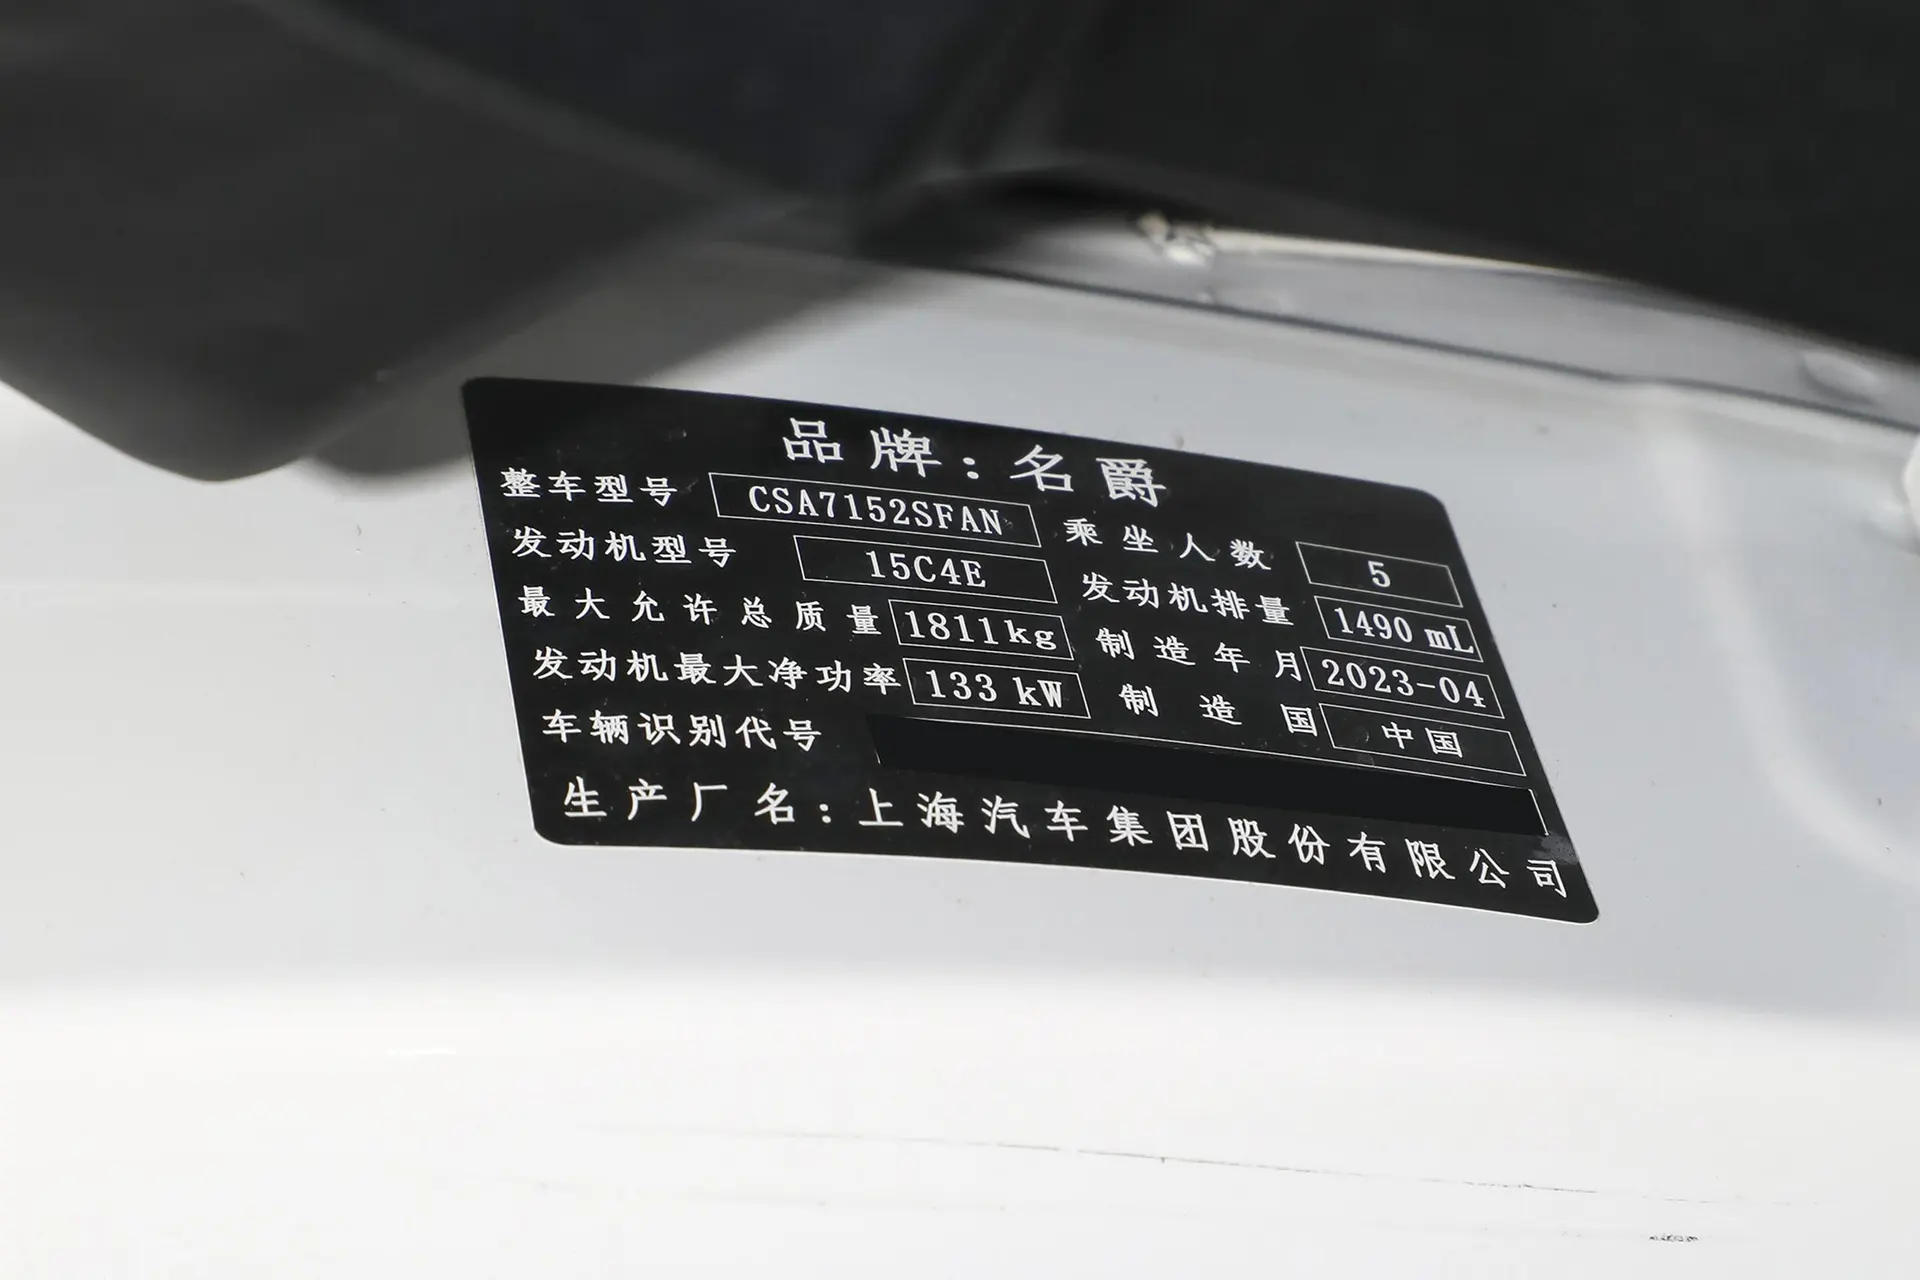 品牌：名爵
整车型号 CSA7152SFAN 乘坐人数 5
发动机型号 15C4E 发动机排量 1490 mL
最大允许总质量 1811kg 制造年月 2023-04
发动机最大净功率 133 kW 制造国 中国
车辆识别代号
生产厂名：上海汽车集团股份有限公司